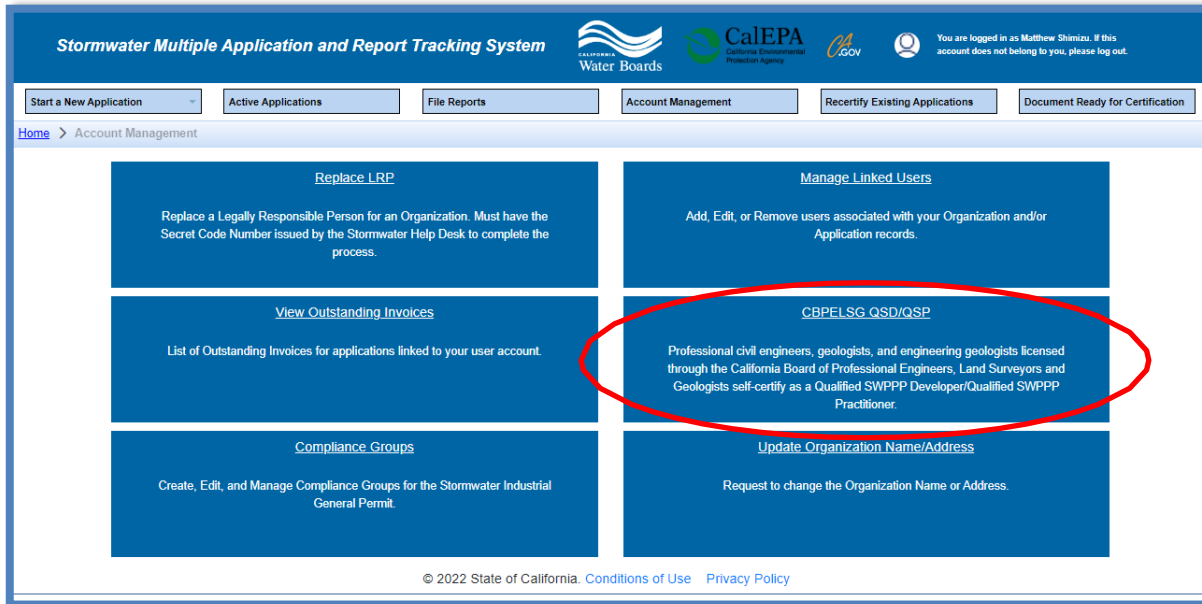 Stormwater Multiple Application and Report Tracking System
CALIFORNIA
Water Boards
CalEPA
California Environmental
Protection Agency
CA.GOV
You are logged in as Matthew Shimizu. If this
account does not belong to you, please log out.
Start a New Application
Active Applications
File Reports
Account Management
Recertify Existing Applications
Document Ready for Certification
Home > Account Management
Replace LRP
Replace a Legally Responsible Person for an Organization. Must have the
Secret Code Number issued by the Stormwater Help Desk to complete the
process.
Manage Linked Users
Add, Edit, or Remove users associated with your Organization and/or
Application records.
View Outstanding Invoices
List of Outstanding Invoices for applications linked to your user account.
CBPELSG QSD/QSP
Professional civil engineers, geologists, and engineering geologists licensed
through the California Board of Professional Engineers, Land Surveyors and
Geologists self-certify as a Qualified SWPPP Developer/Qualified SWPPP
Practitioner.
Compliance Groups
Create, Edit, and Manage Compliance Groups for the Stormwater Industrial
General Permit.
Update Organization Name/Address
Request to change the Organization Name or Address.
© 2022 State of California. Conditions of Use Privacy Policy